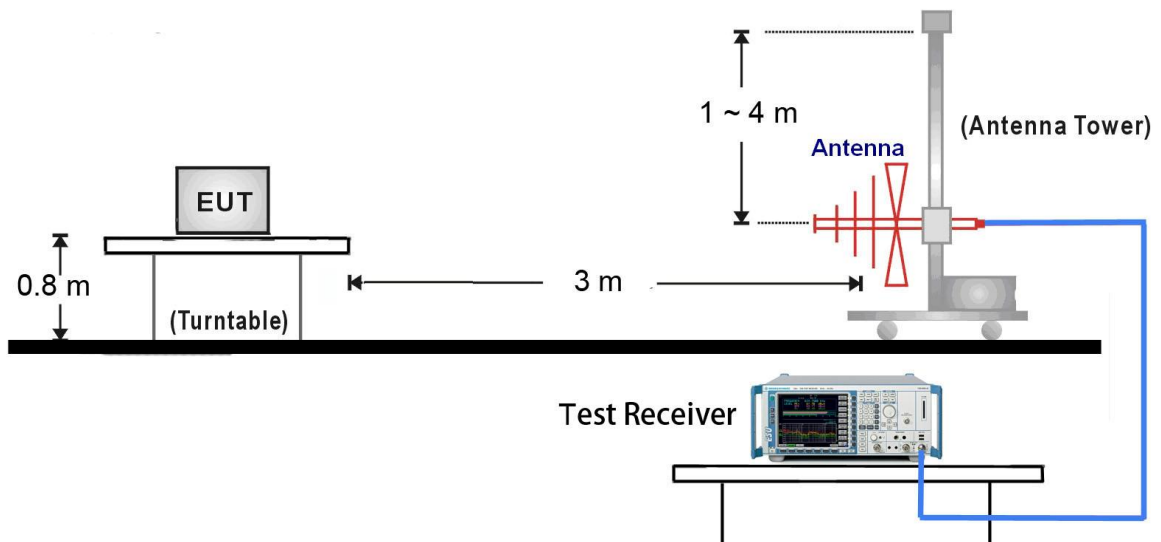 1 ~ 4 m
(Antenna Tower)
Antenna
EUT
0.8 m
3 m
(Turntable)
Test Receiver